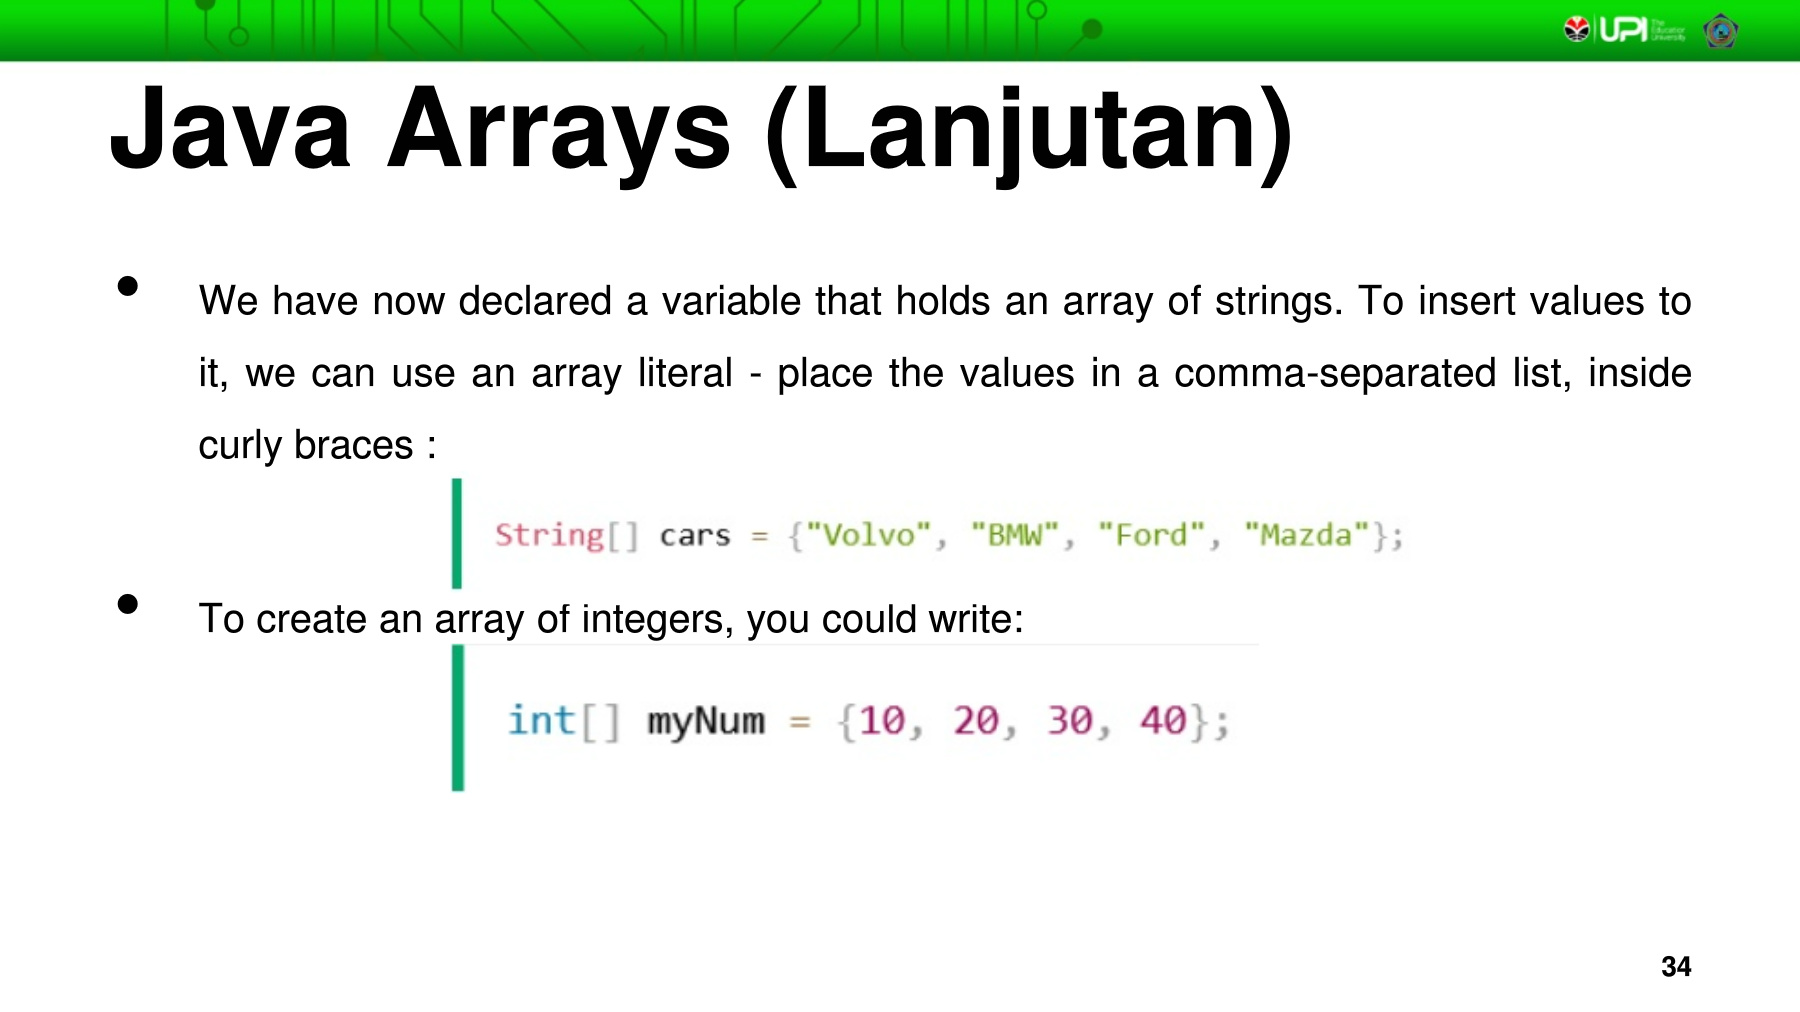 UPI The Education University
Java Arrays (Lanjutan)
• We have now declared a variable that holds an array of strings. To insert values to
it, we can use an array literal - place the values in a comma-separated list, inside
curly braces :
String[] cars = {"Volvo", "BMW", "Ford", "Mazda"};
• To create an array of integers, you could write:
int[] myNum = {10, 20, 30, 40};
34